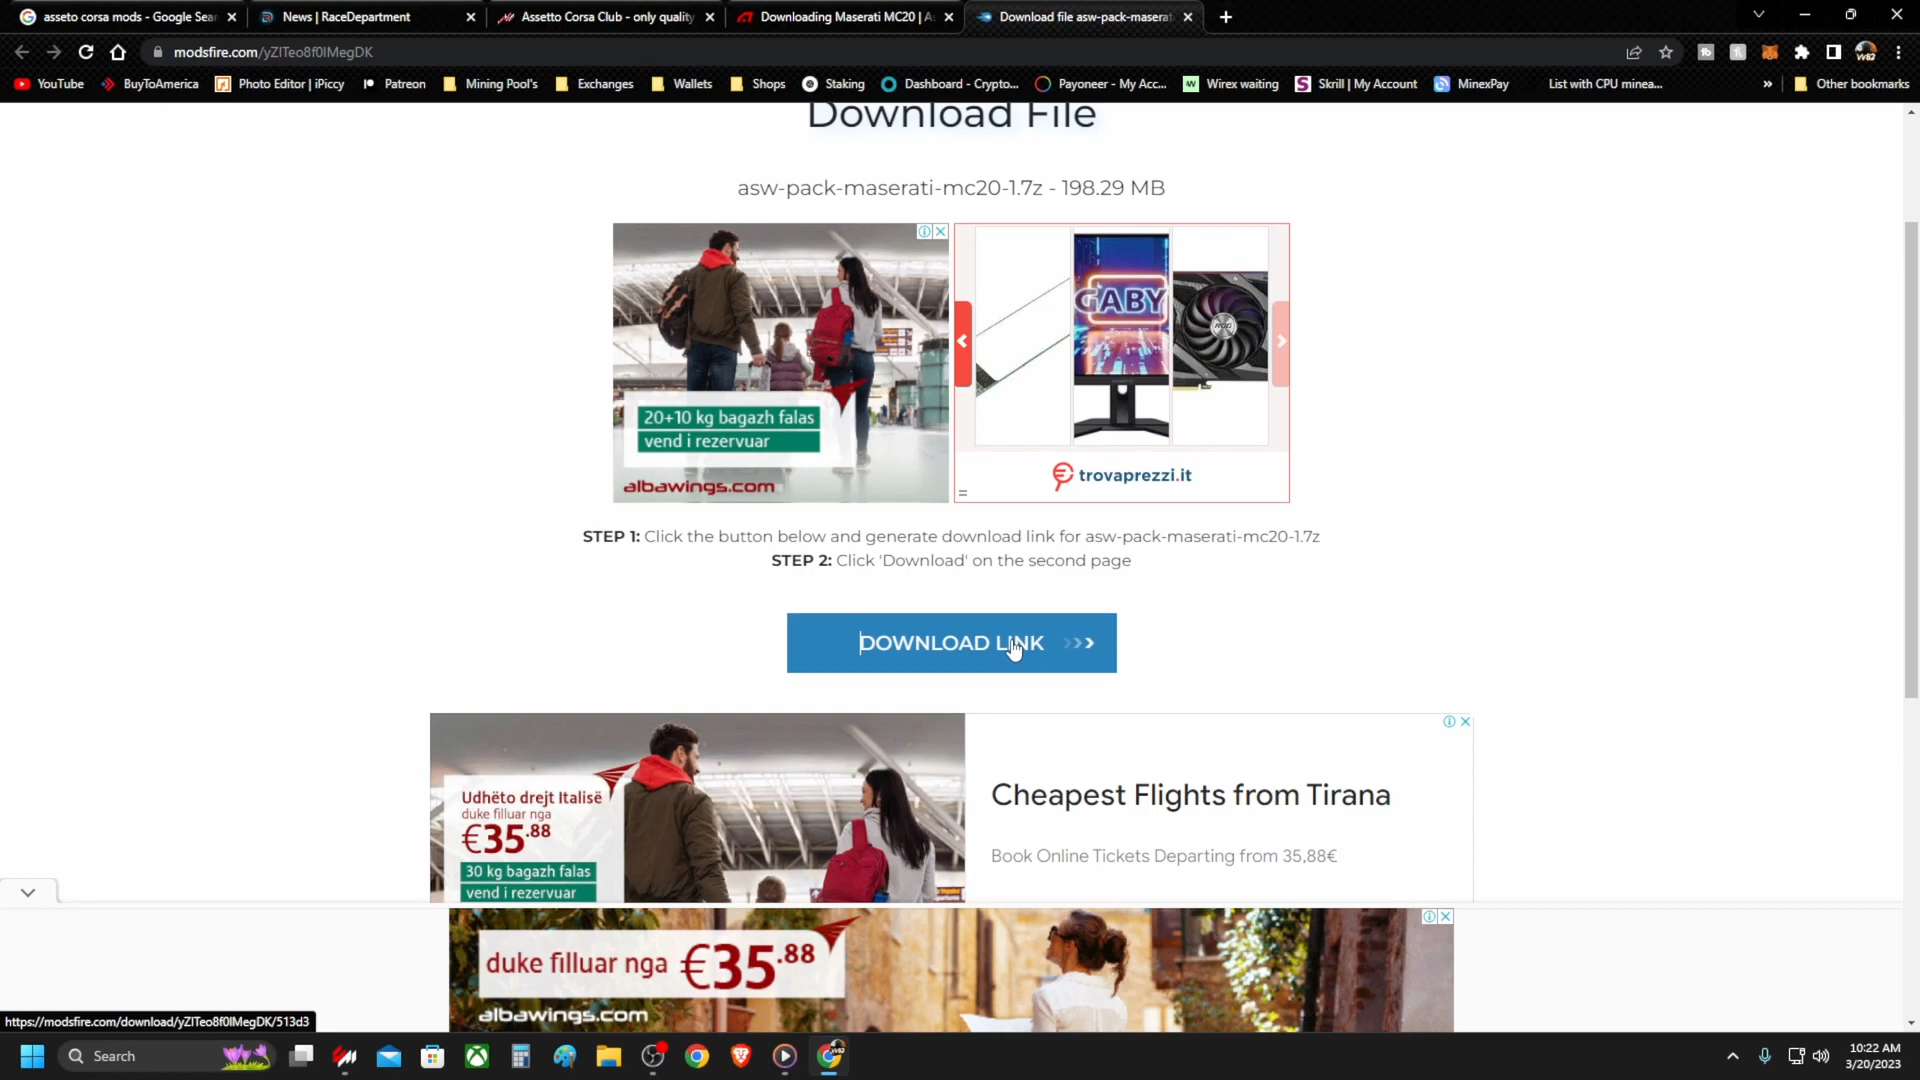 asseto corsa mods - Google Sear
News | RaceDepartment
Assetto Corsa Club - only quality
Downloading Maserati MC20 | As
Download file asw-pack-maserat
modsfire.com/yZITeo8f0IMegDK
YouTube
BuyToAmerica
Photo Editor | iPiccy
Patreon
Mining Pool's
Exchanges
Wallets
Shops
Staking
Dashboard - Crypto...
Payoneer - My Acc...
Wirex waiting
Skrill | My Account
MinexPay
List with CPU minea...
»
Other bookmarks
Download File
asw-pack-maserati-mc20-1.7z - 198.29 MB
20+10 kg bagazh falas
vend i rezervuar
albawings.com
GABY
trovaprezzi.it
STEP 1: Click the button below and generate download link for asw-pack-maserati-mc20-1.7z
STEP 2: Click 'Download' on the second page
DOWNLOAD LINK
Udhëto drejt Italisë
duke filluar nga
€35.88
30 kg bagazh falas
vend i rezervuar
Cheapest Flights from Tirana
Book Online Tickets Departing from 35,88€
duke filluar nga €35.88
albawings.com
https://modsfire.com/download/yZITeo8f0IMegDK/513d3
Search
10:22 AM
3/20/2023